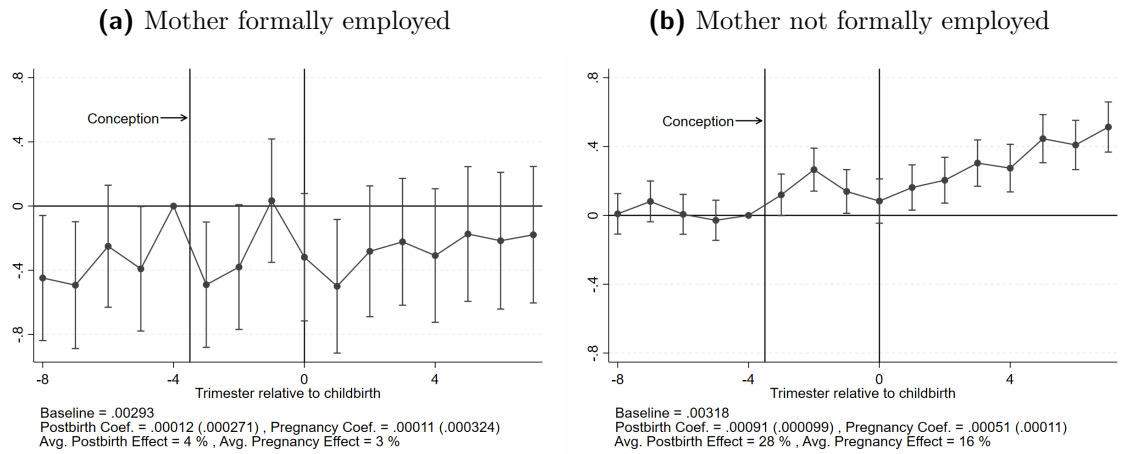 (a) Mother formally employed
.8
.4
0
-.4
-.8
Conception
-8
-4
0
4
Trimester relative to childbirth
Baseline = .00293
Postbirth Coef. = .00012 (.000271) , Pregnancy Coef. = .00011 (.000324)
Avg. Postbirth Effect = 4 % , Avg. Pregnancy Effect = 3 %
(b) Mother not formally employed
.8
.4
0
-.4
-.8
Conception
-8
-4
0
4
Trimester relative to childbirth
Baseline = .00318
Postbirth Coef. = .00091 (.000099) , Pregnancy Coef. = .00051 (.00011)
Avg. Postbirth Effect = 28 % , Avg. Pregnancy Effect = 16 %